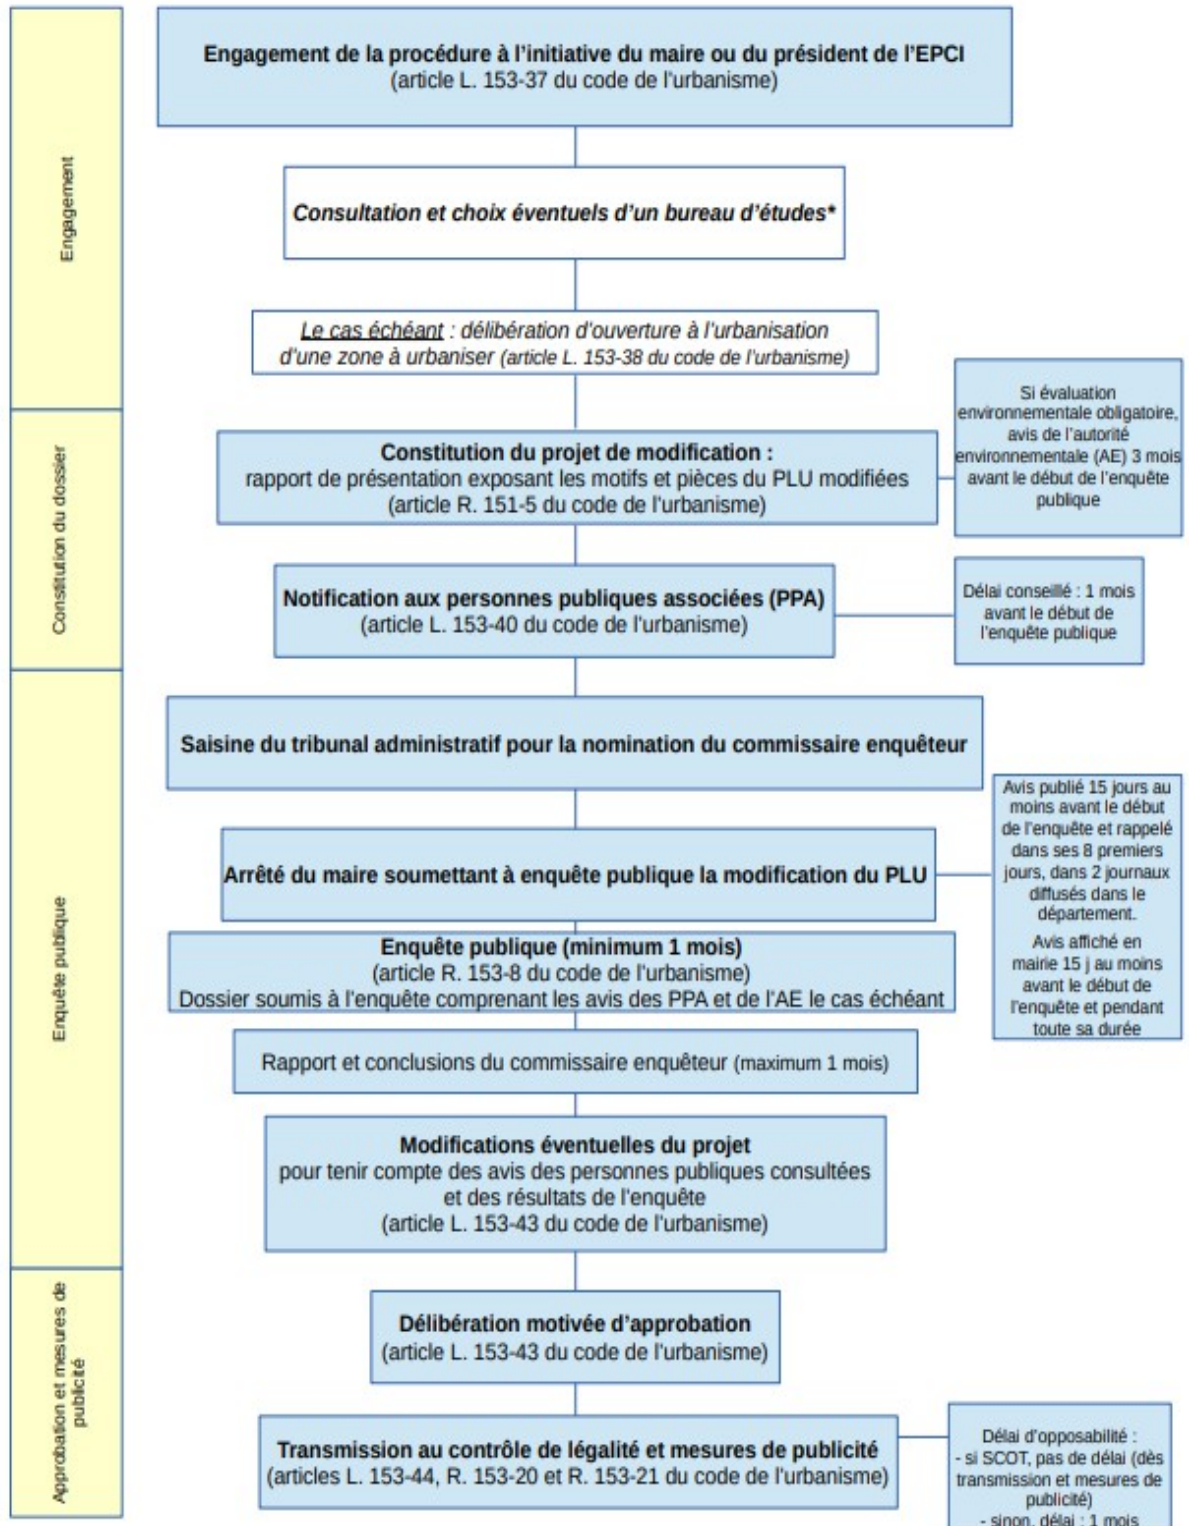 Engagement
Engagement de la procédure à l’initiative du maire ou du président de l’EPCI
(article L. 153-37 du code de l’urbanisme)
Consultation et choix éventuels d’un bureau d’études*
Le cas échéant : délibération d’ouverture à l’urbanisation
d’une zone à urbaniser (article L. 153-38 du code de l’urbanisme)
Constitution du dossier
Constitution du projet de modification :
rapport de présentation exposant les motifs et pièces du PLU modifiées
(article R. 151-5 du code de l’urbanisme)
Si évaluation
environnementale obligatoire,
avis de l’autorité
environnementale (AE) 3 mois
avant le début de l’enquête
publique
Notification aux personnes publiques associées (PPA)
(article L. 153-40 du code de l’urbanisme)
Délai conseillé : 1 mois
avant le début de
l’enquête publique
Enquête publique
Saisine du tribunal administratif pour la nomination du commissaire enquêteur
Arrêté du maire soumettant à enquête publique la modification du PLU
Avis publié 15 jours au
moins avant le début
de l’enquête et rappelé
dans ses 8 premiers
jours, dans 2 journaux
diffusés dans le
département.
Avis affiché en
mairie 15 j au moins
avant le début de
l’enquête et pendant
toute sa durée
Enquête publique (minimum 1 mois)
(article R. 153-8 du code de l’urbanisme)
Dossier soumis à l’enquête comprenant les avis des PPA et de l’AE le cas échéant
Rapport et conclusions du commissaire enquêteur (maximum 1 mois)
Modifications éventuelles du projet
pour tenir compte des avis des personnes publiques consultées
et des résultats de l’enquête
(article L. 153-43 du code de l’urbanisme)
Approbation et mesures de
publicité
Délibération motivée d’approbation
(article L. 153-43 du code de l’urbanisme)
Transmission au contrôle de légalité et mesures de publicité
(articles L. 153-44, R. 153-20 et R. 153-21 du code de l’urbanisme)
Délai d’opposabilité :
- si SCOT, pas de délai (dès
transmission et mesures de
publicité)
- sinon, délai : 1 mois